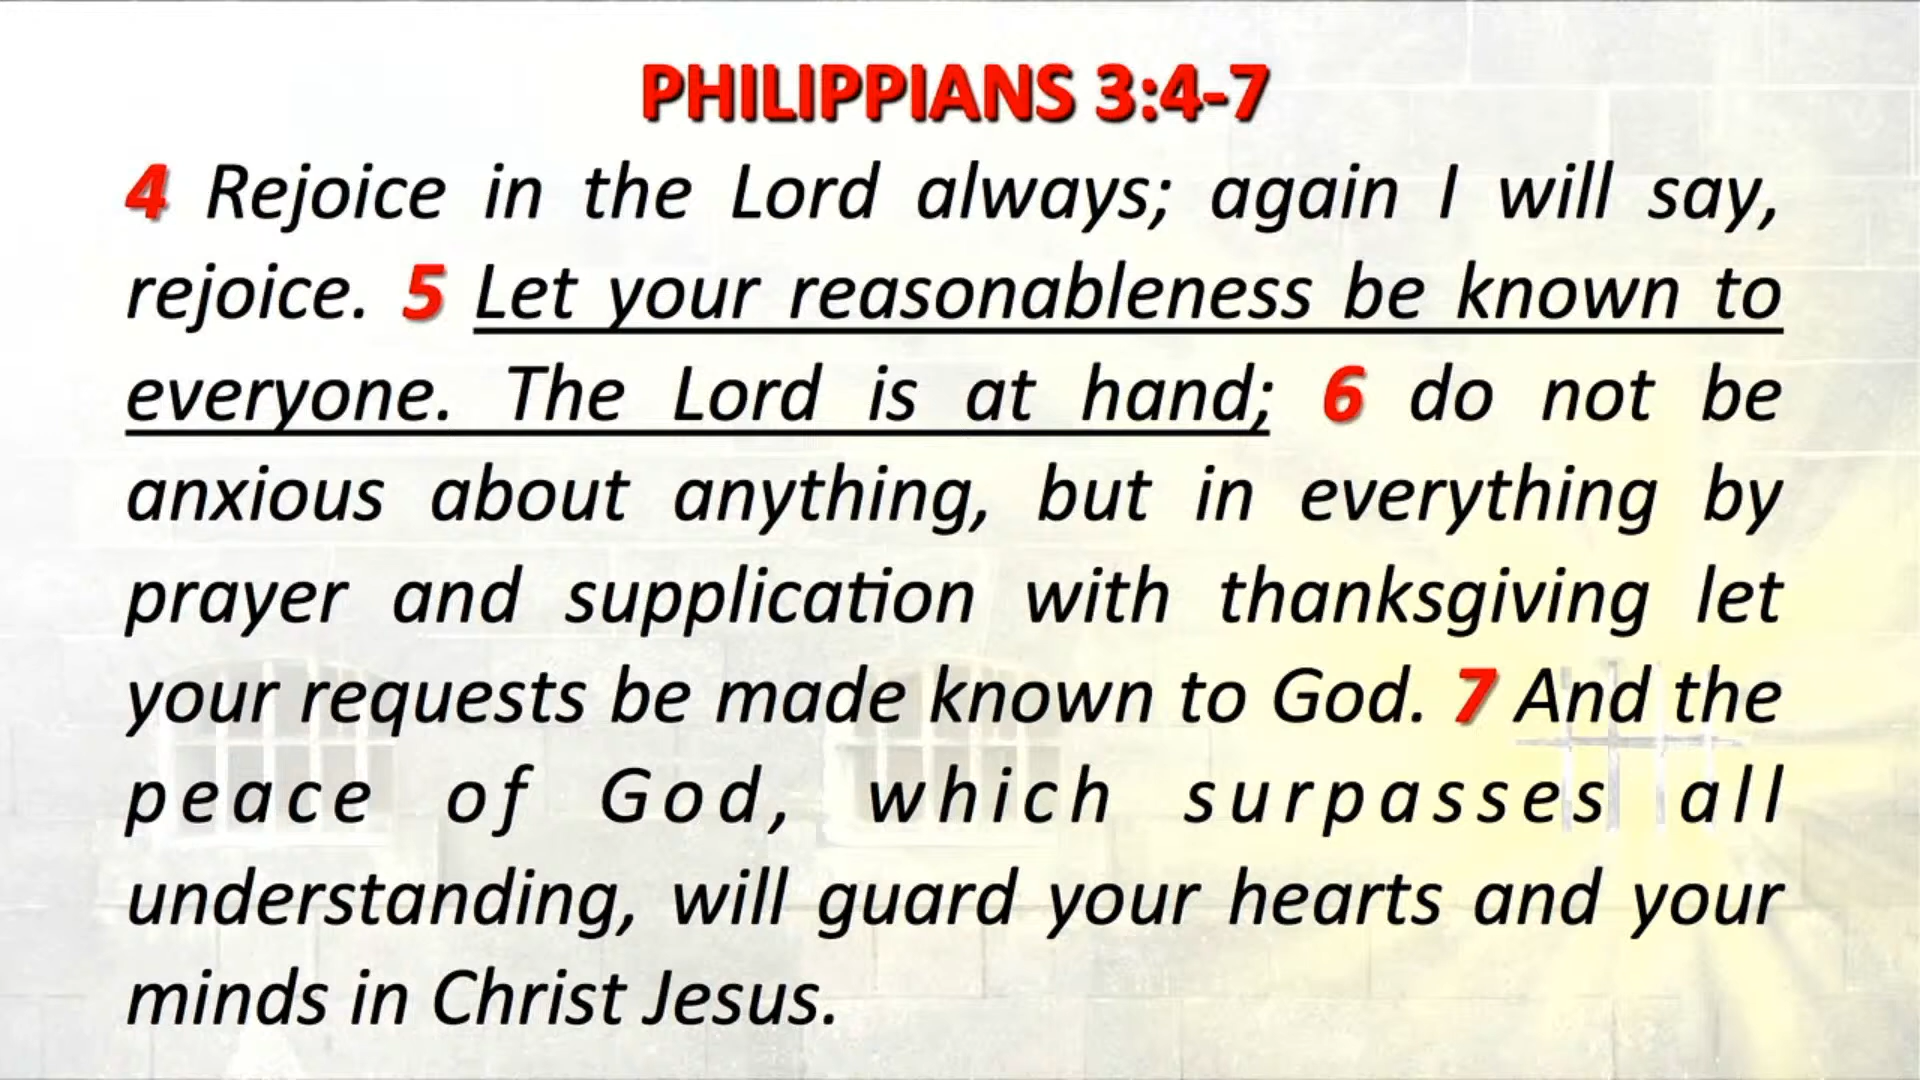 PHILIPPIANS 3:4-7
4 Rejoice in the Lord always; again I will say,
rejoice. 5 Let your reasonableness be known to
everyone. The Lord is at hand; 6 do not be
anxious about anything, but in everything by
prayer and supplication with thanksgiving let
your requests be made known to God. 7 And the
peace of God, which surpasses all
understanding, will guard your hearts and your
minds in Christ Jesus.